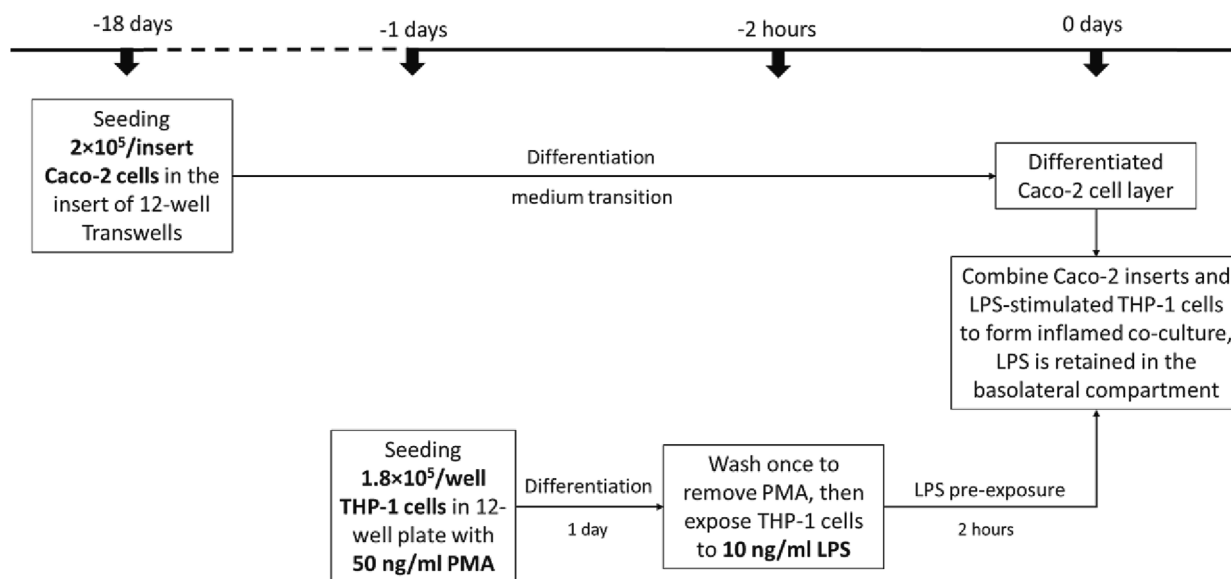 -18 days
-1 days
-2 hours
0 days
Seeding
2×10⁵/insert
Caco-2 cells in the
insert of 12-well
Transwells
Differentiation
medium transition
Differentiated
Caco-2 cell layer
Combine Caco-2 inserts and
LPS-stimulated THP-1 cells
to form inflamed co-culture,
LPS is retained in the
basolateral compartment
Seeding
1.8×10⁵/well
THP-1 cells in 12-
well plate with
50 ng/ml PMA
Differentiation
1 day
Wash once to
remove PMA, then
expose THP-1 cells
to 10 ng/ml LPS
LPS pre-exposure
2 hours